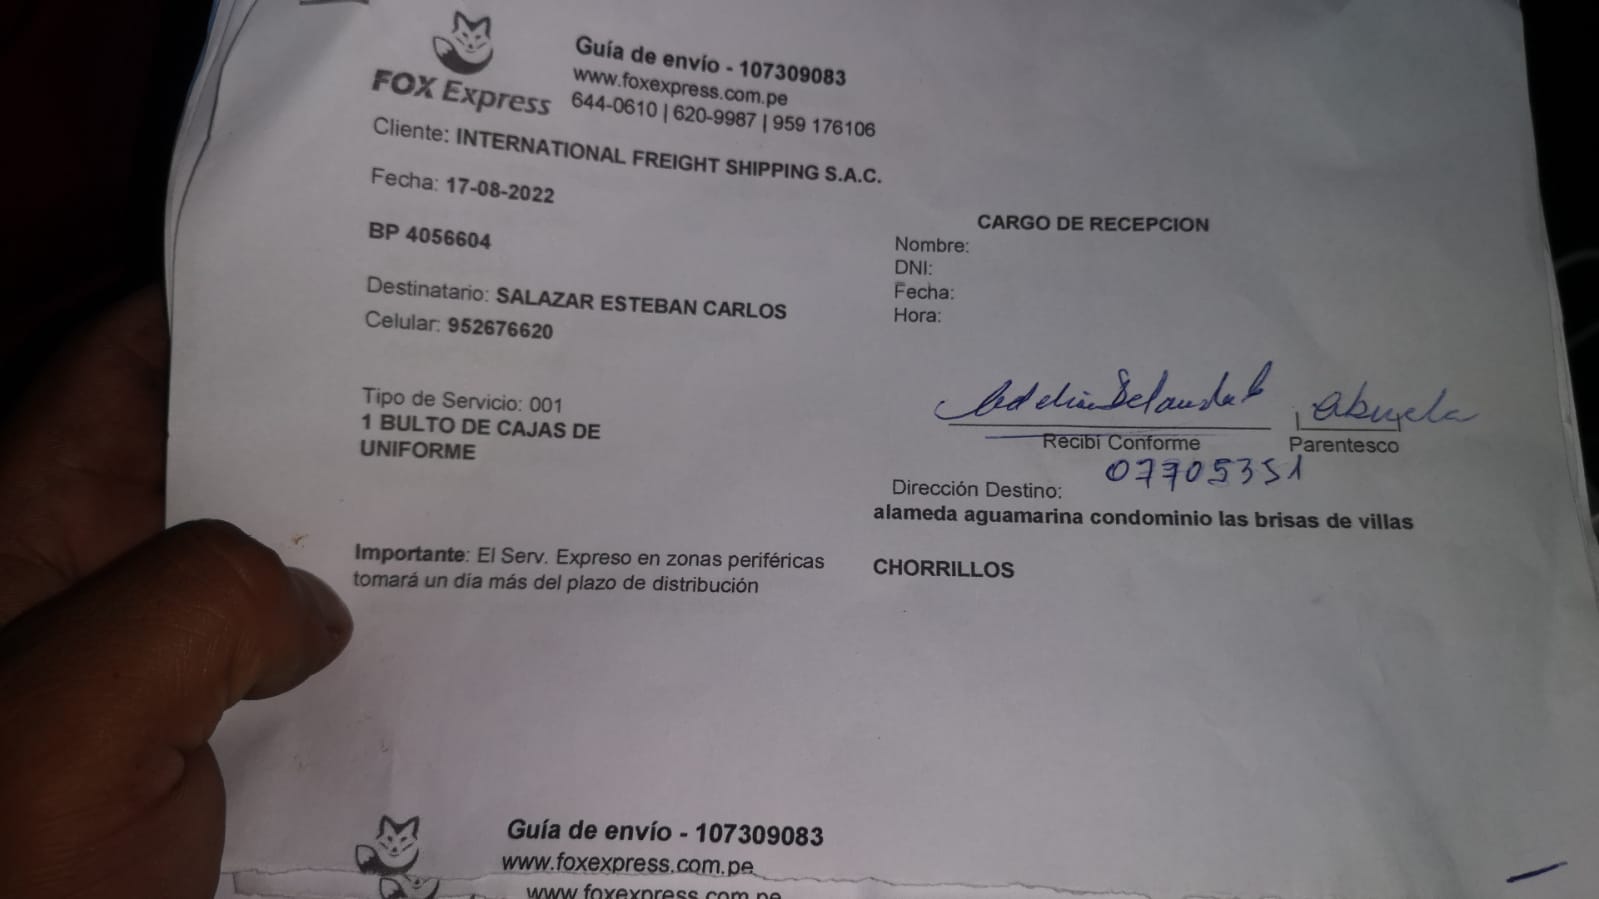 FOX Express
Guía de envío - 107309083
www.foxexpress.com.pe
644-0610 | 620-9987 | 959 176106
Cliente: INTERNATIONAL FREIGHT SHIPPING S.A.C.
Fecha: 17-08-2022
BP 4056604
Destinatario: SALAZAR ESTEBAN CARLOS
Celular: 952676620
Tipo de Servicio: 001
1 BULTO DE CAJAS DE
UNIFORME
Importante: El Serv. Expreso en zonas periféricas
tomará un día más del plazo de distribución
CARGO DE RECEPCION
Nombre:
DNI:
Fecha:
Hora:
abuela
Recibí Conforme
Parentesco
07705351
Dirección Destino:
alameda aguamarina condominio las brisas de villas
CHORRILLOS
Guía de envío - 107309083
www.foxexpress.com.pe
www.foxexpress.com.pe